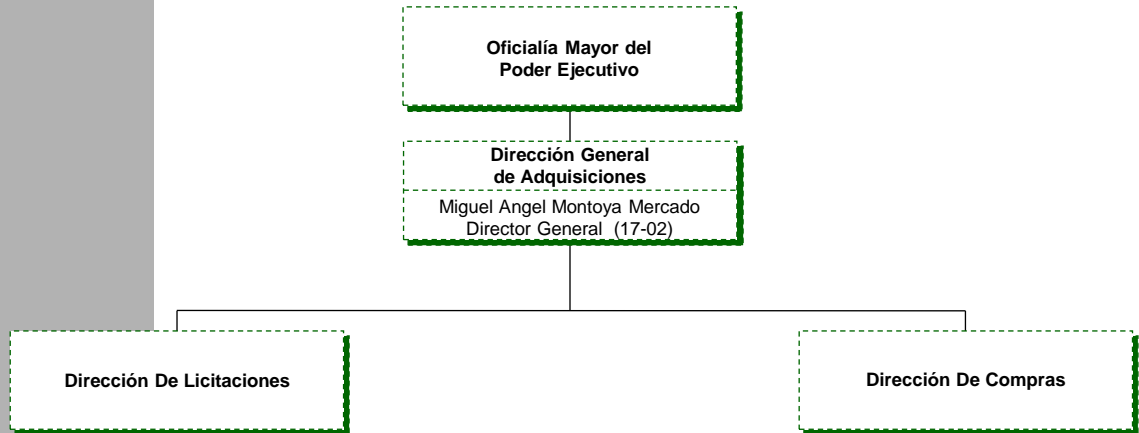 Oficialía Mayor del
Poder Ejecutivo
Dirección General
de Adquisiciones
Miguel Angel Montoya Mercado
Director General (17-02)
Dirección De Licitaciones
Dirección De Compras